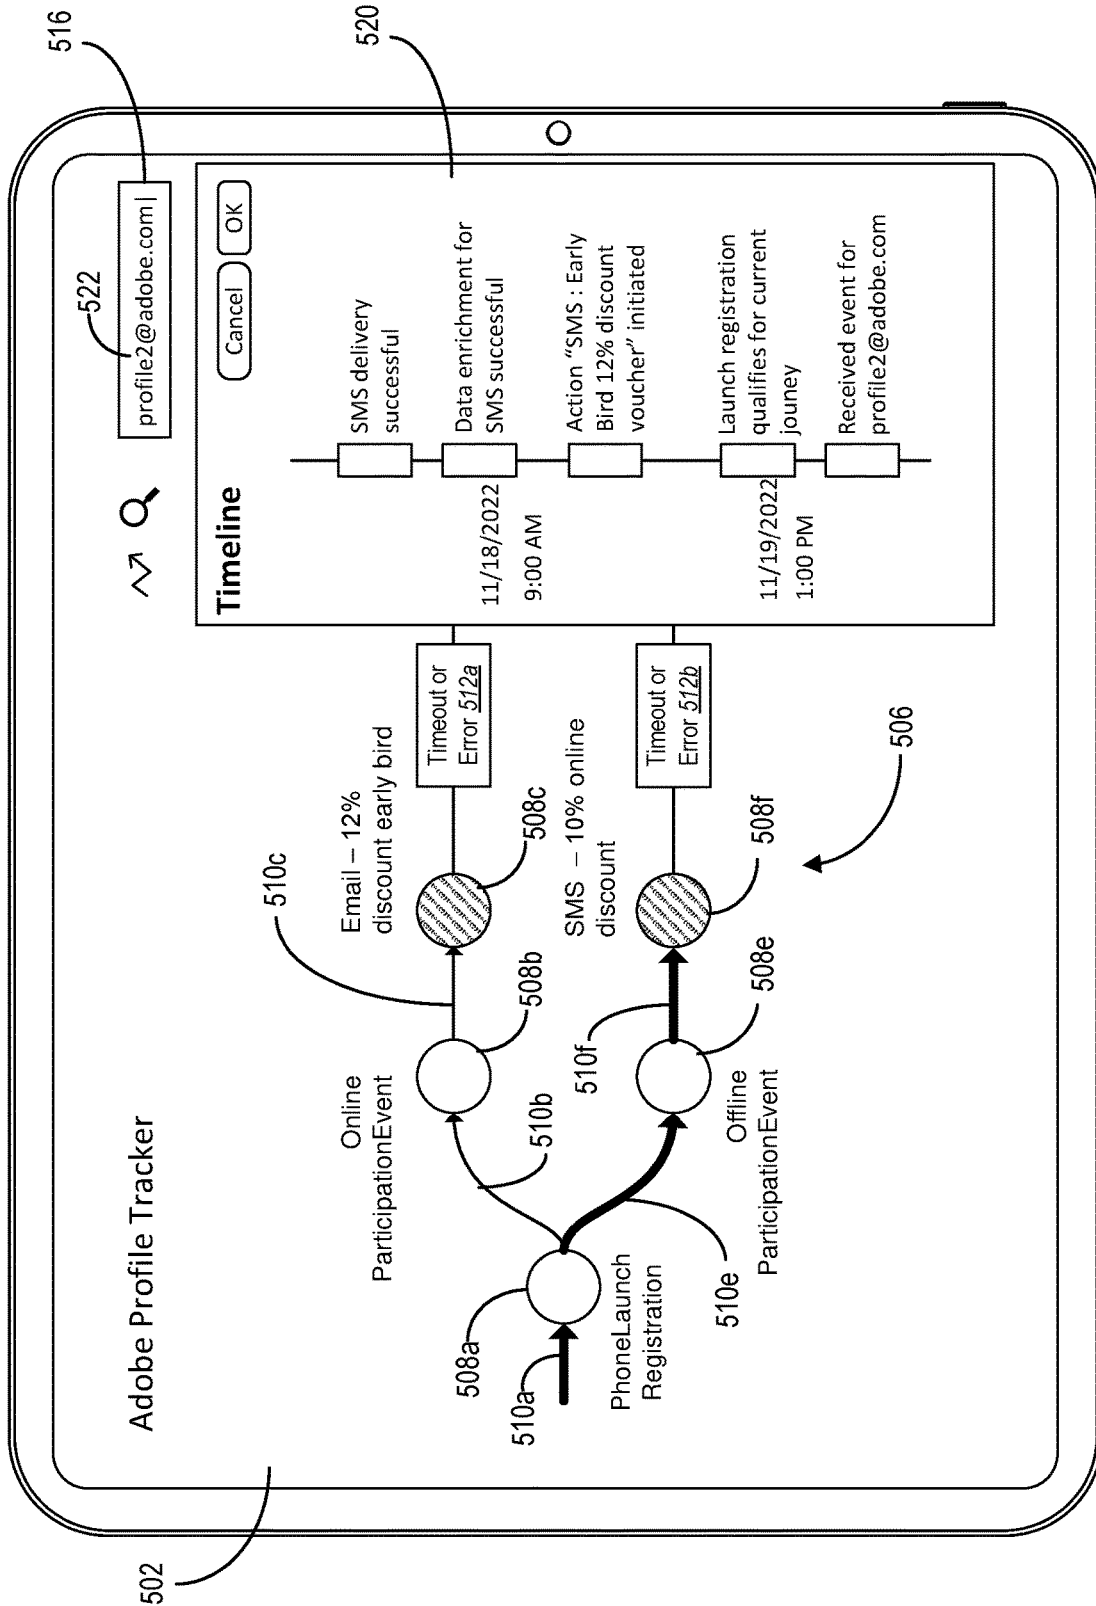 516
522
profile2@adobe.com|
Adobe Profile Tracker
502
520
Timeline
Cancel
OK
SMS delivery
successful
11/18/2022
9:00 AM
Data enrichment for
SMS successful
Action “SMS : Early
Bird 12% discount
voucher” initiated
11/19/2022
1:00 PM
Launch registration
qualifies for current
jouney
Received event for
profile2@adobe.com
510c
Email – 12%
discount early bird
Online
ParticipationEvent
508b
508c
Timeout or
Error 512a
510b
508a
510a
PhoneLaunch
Registration
510e
SMS – 10% online
discount
510f
Offline
ParticipationEvent
508e
508f
Timeout or
Error 512b
506